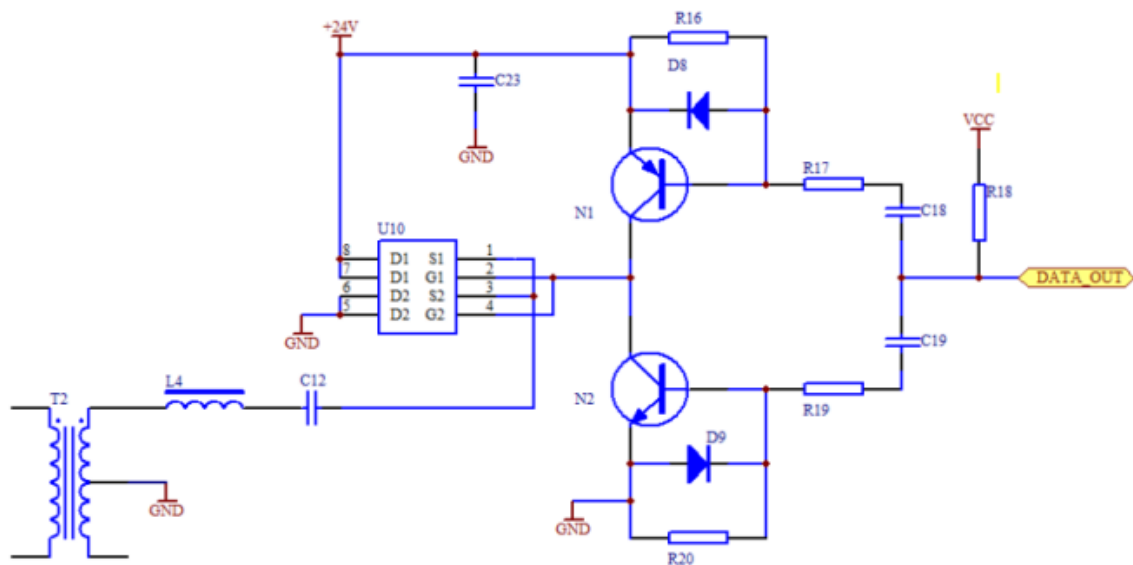 R16
+24V
D8
C23
VCC
GND
R17
R18
C18
N1
U10
8 D1 S1 1
7 D1 G1 2
6 D2 S2 3
5 D2 G2 4
DATA_OUT
GND
C19
L4
C12
T2
N2
R19
D9
GND
GND
R20